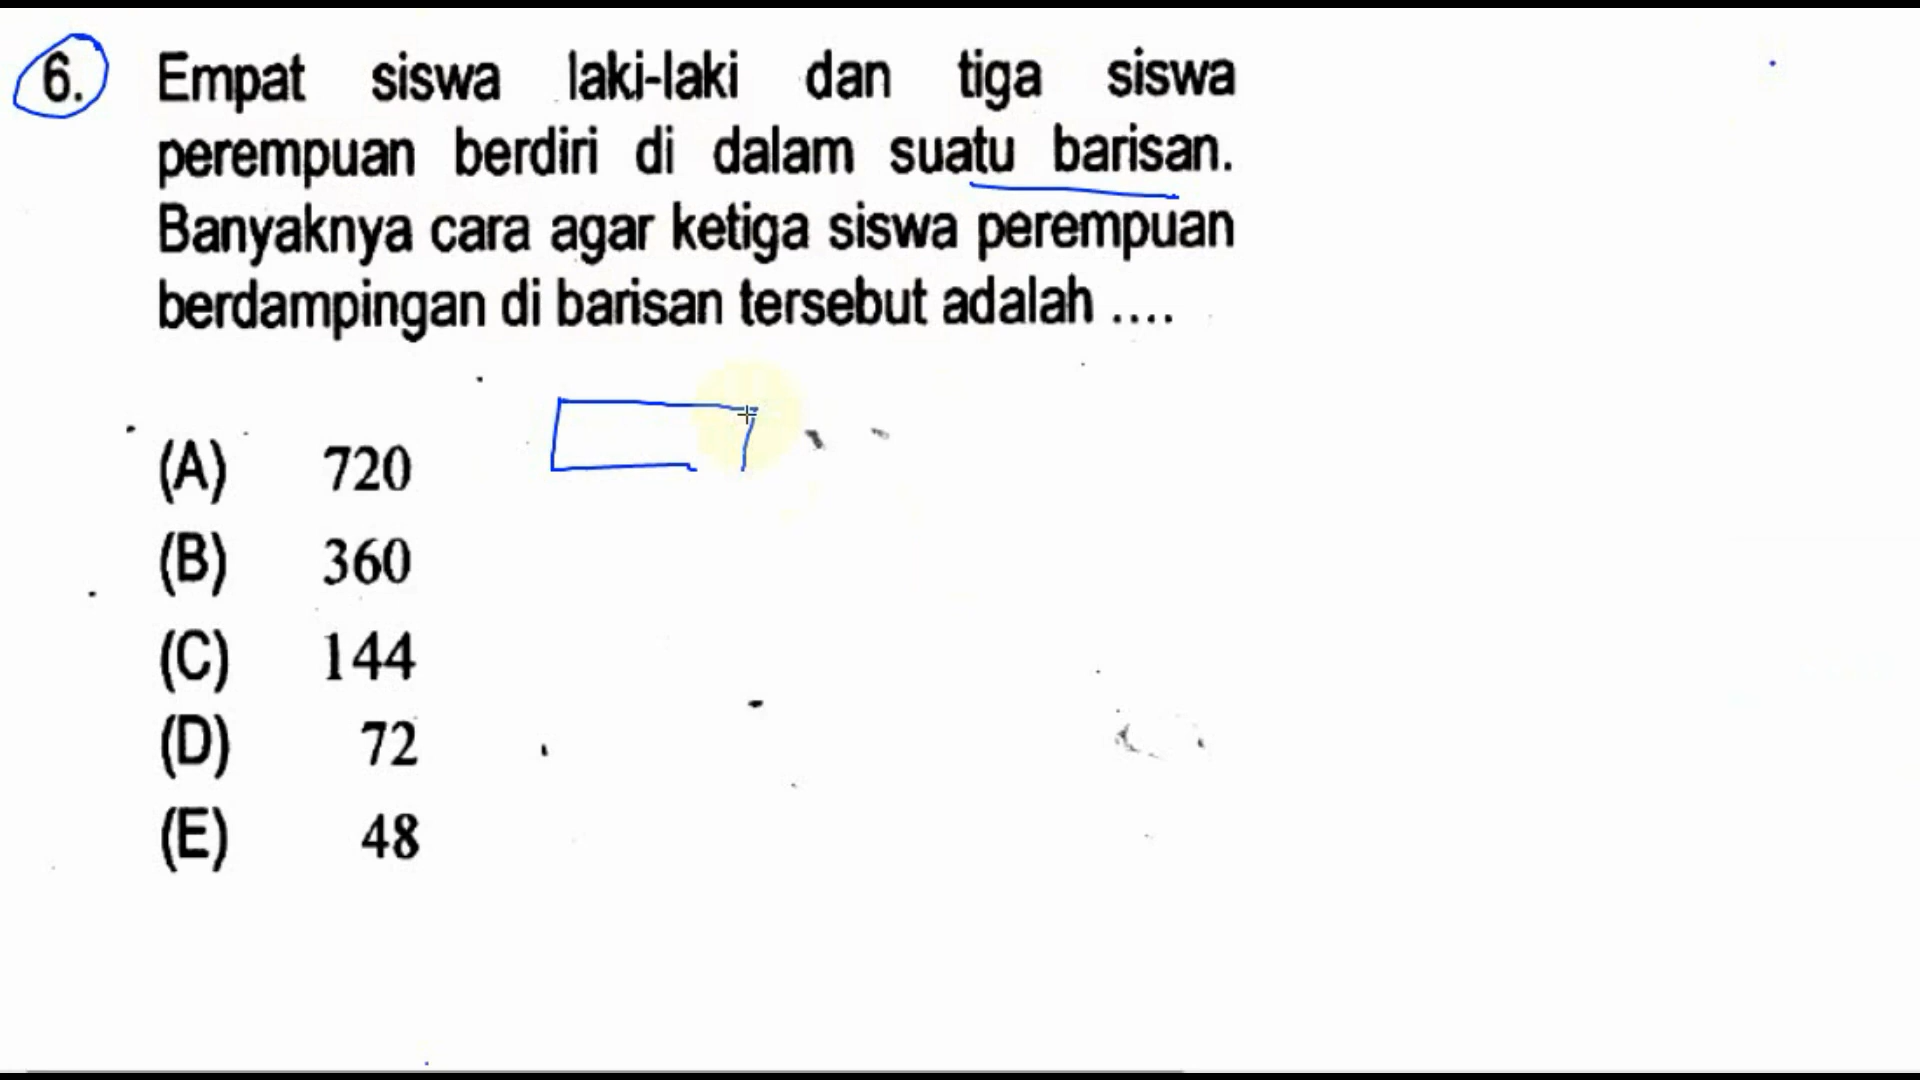 6. Empat siswa laki-laki dan tiga siswa
perempuan berdiri di dalam suatu barisan.
Banyaknya cara agar ketiga siswa perempuan
berdampingan di barisan tersebut adalah ....
(A) 720
(B) 360
(C) 144
(D) 72
(E) 48